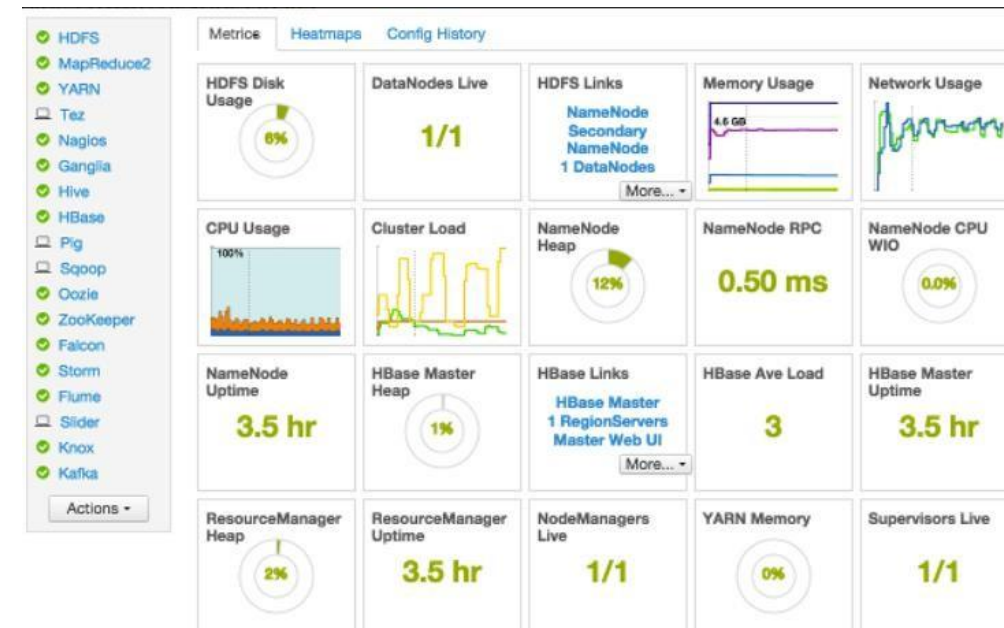 HDFS
MapReduce2
YARN
Tez
Nagios
Ganglia
Hive
HBase
Pig
Sqoop
Oozie
ZooKeeper
Falcon
Storm
Flume
Slider
Knox
Kafka
Actions
Metrics
Heatmaps
Config History
HDFS Disk
Usage
6%
DataNodes Live
1/1
HDFS Links
NameNode
Secondary
NameNode
1 DataNodes
More...
Memory Usage
4.6 GB
Network Usage
CPU Usage
100%
Cluster Load
NameNode
Heap
12%
NameNode RPC
0.50 ms
NameNode CPU
WIO
0.0%
NameNode
Uptime
3.5 hr
HBase Master
Heap
1%
HBase Links
HBase Master
1 RegionServers
Master Web UI
More...
HBase Ave Load
3
HBase Master
Uptime
3.5 hr
ResourceManager
Heap
2%
ResourceManager
Uptime
3.5 hr
NodeManagers
Live
1/1
YARN Memory
0%
Supervisors Live
1/1